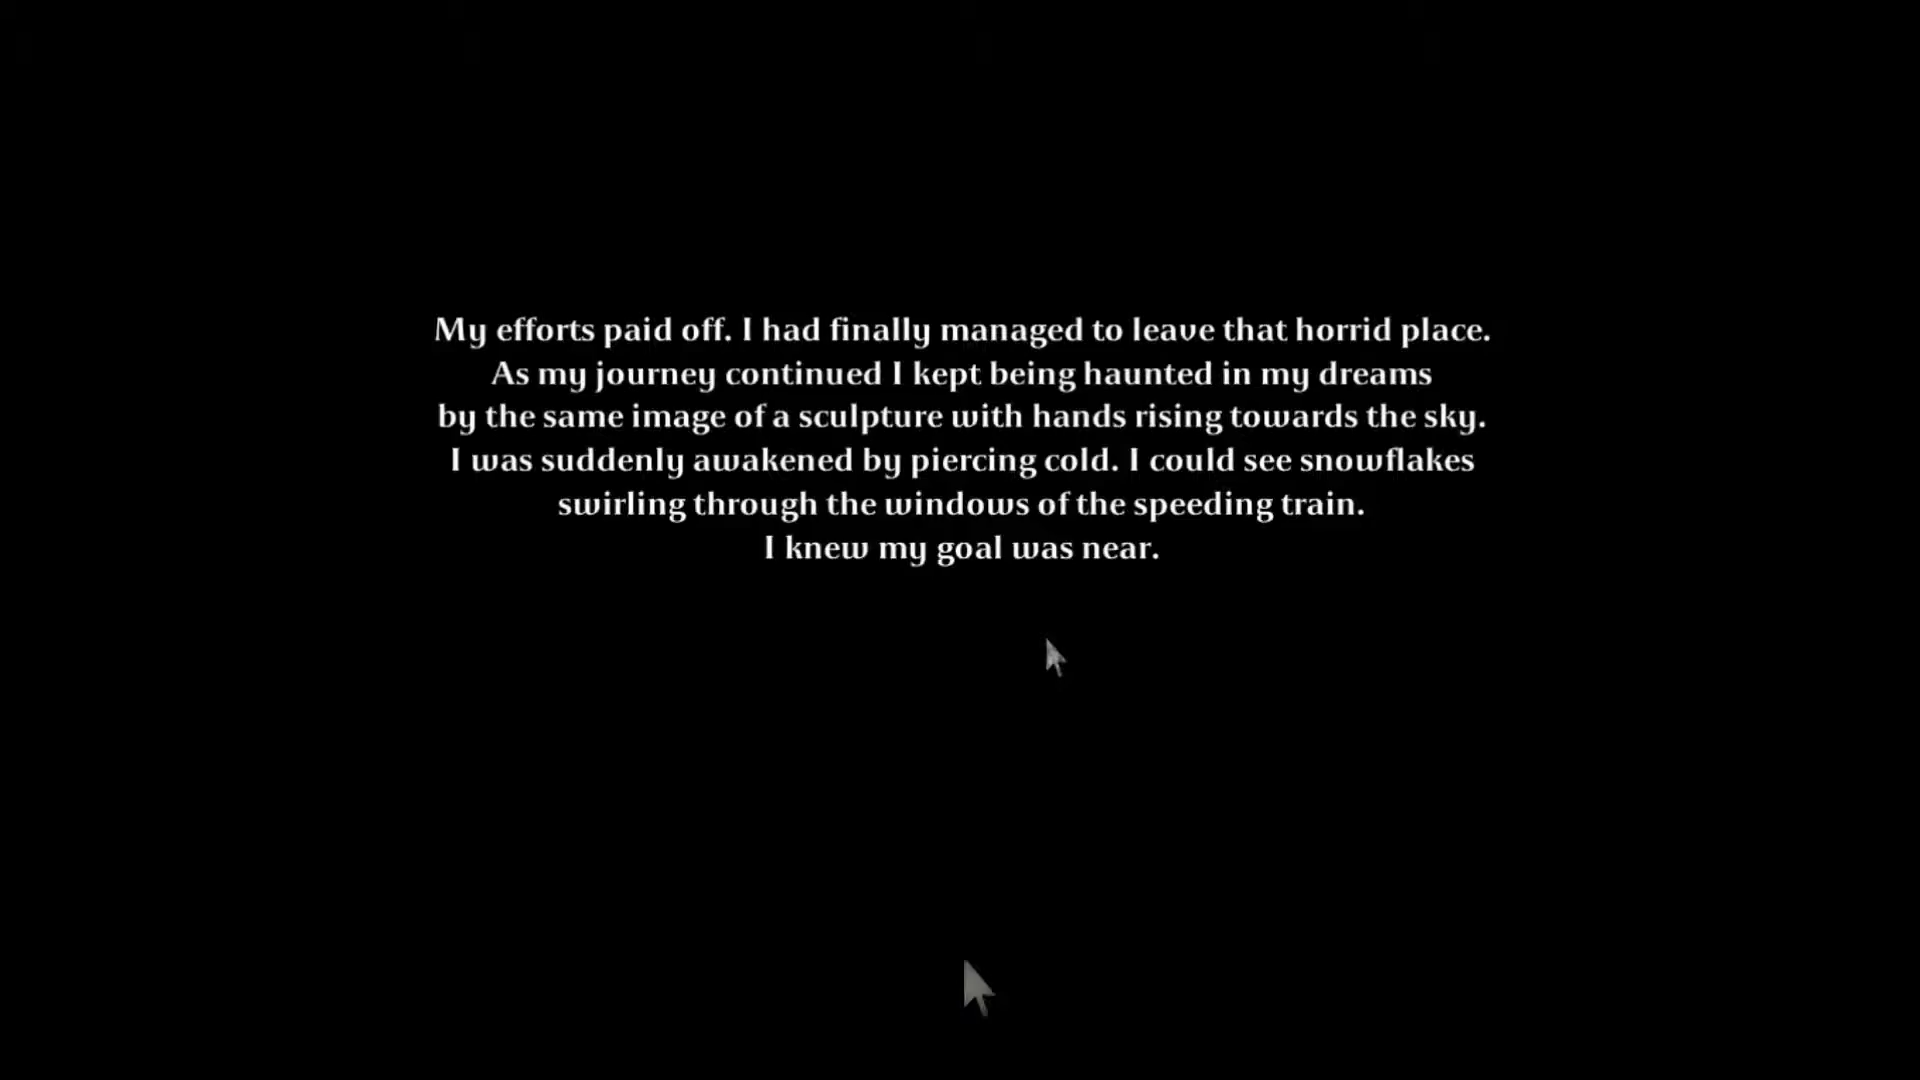 My efforts paid off. I had finally managed to leave that horrid place.
As my journey continued I kept being haunted in my dreams
by the same image of a sculpture with hands rising towards the sky.
I was suddenly awakened by piercing cold. I could see snowflakes
swirling through the windows of the speeding train.
I knew my goal was near.